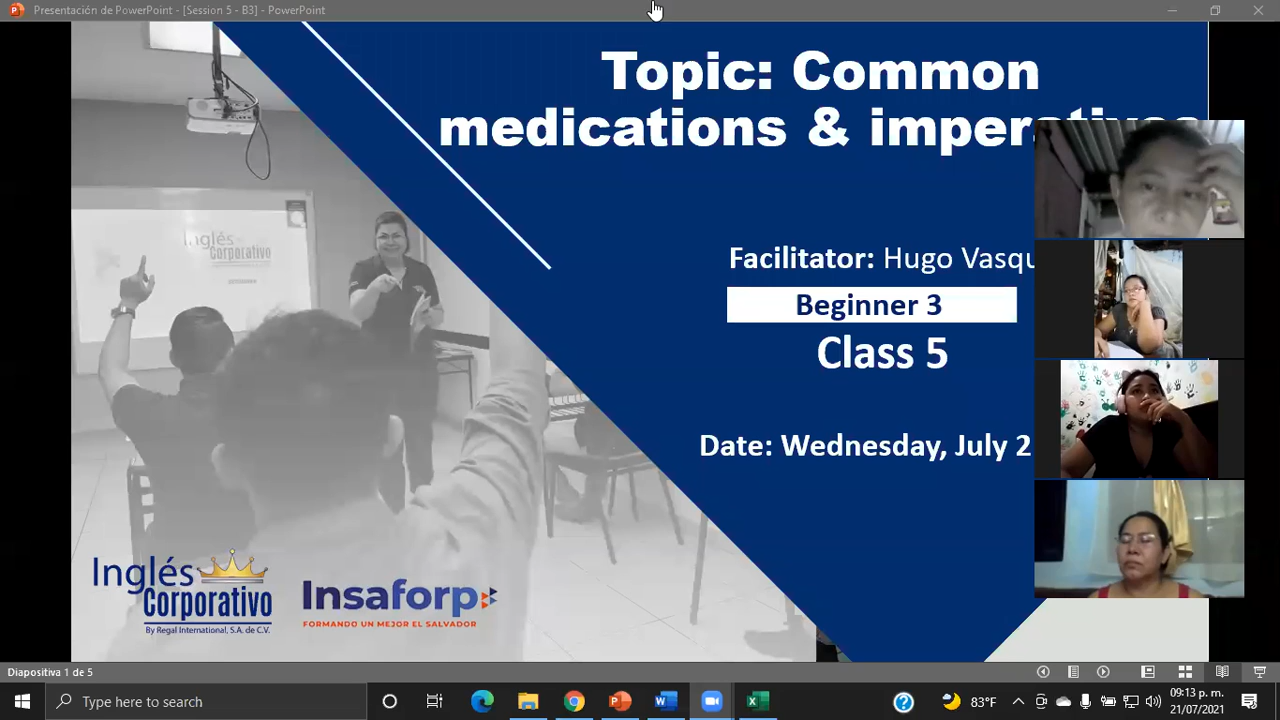 Presentación de PowerPoint - [Session 5 - B3] - PowerPoint
Topic: Common
medications &
Facilitator: Hugo
Beginner 3
Class 5
Date: Wednesday, July 2
Inglés
Corporativo
Inglés
Corporativo
By Regal International, S.A. de C.V.
Insaforp
FORMANDO UN MEJOR EL SALVADOR
Diapositiva 1 de 5
Type here to search
83°F
09:13 p. m.
21/07/2021